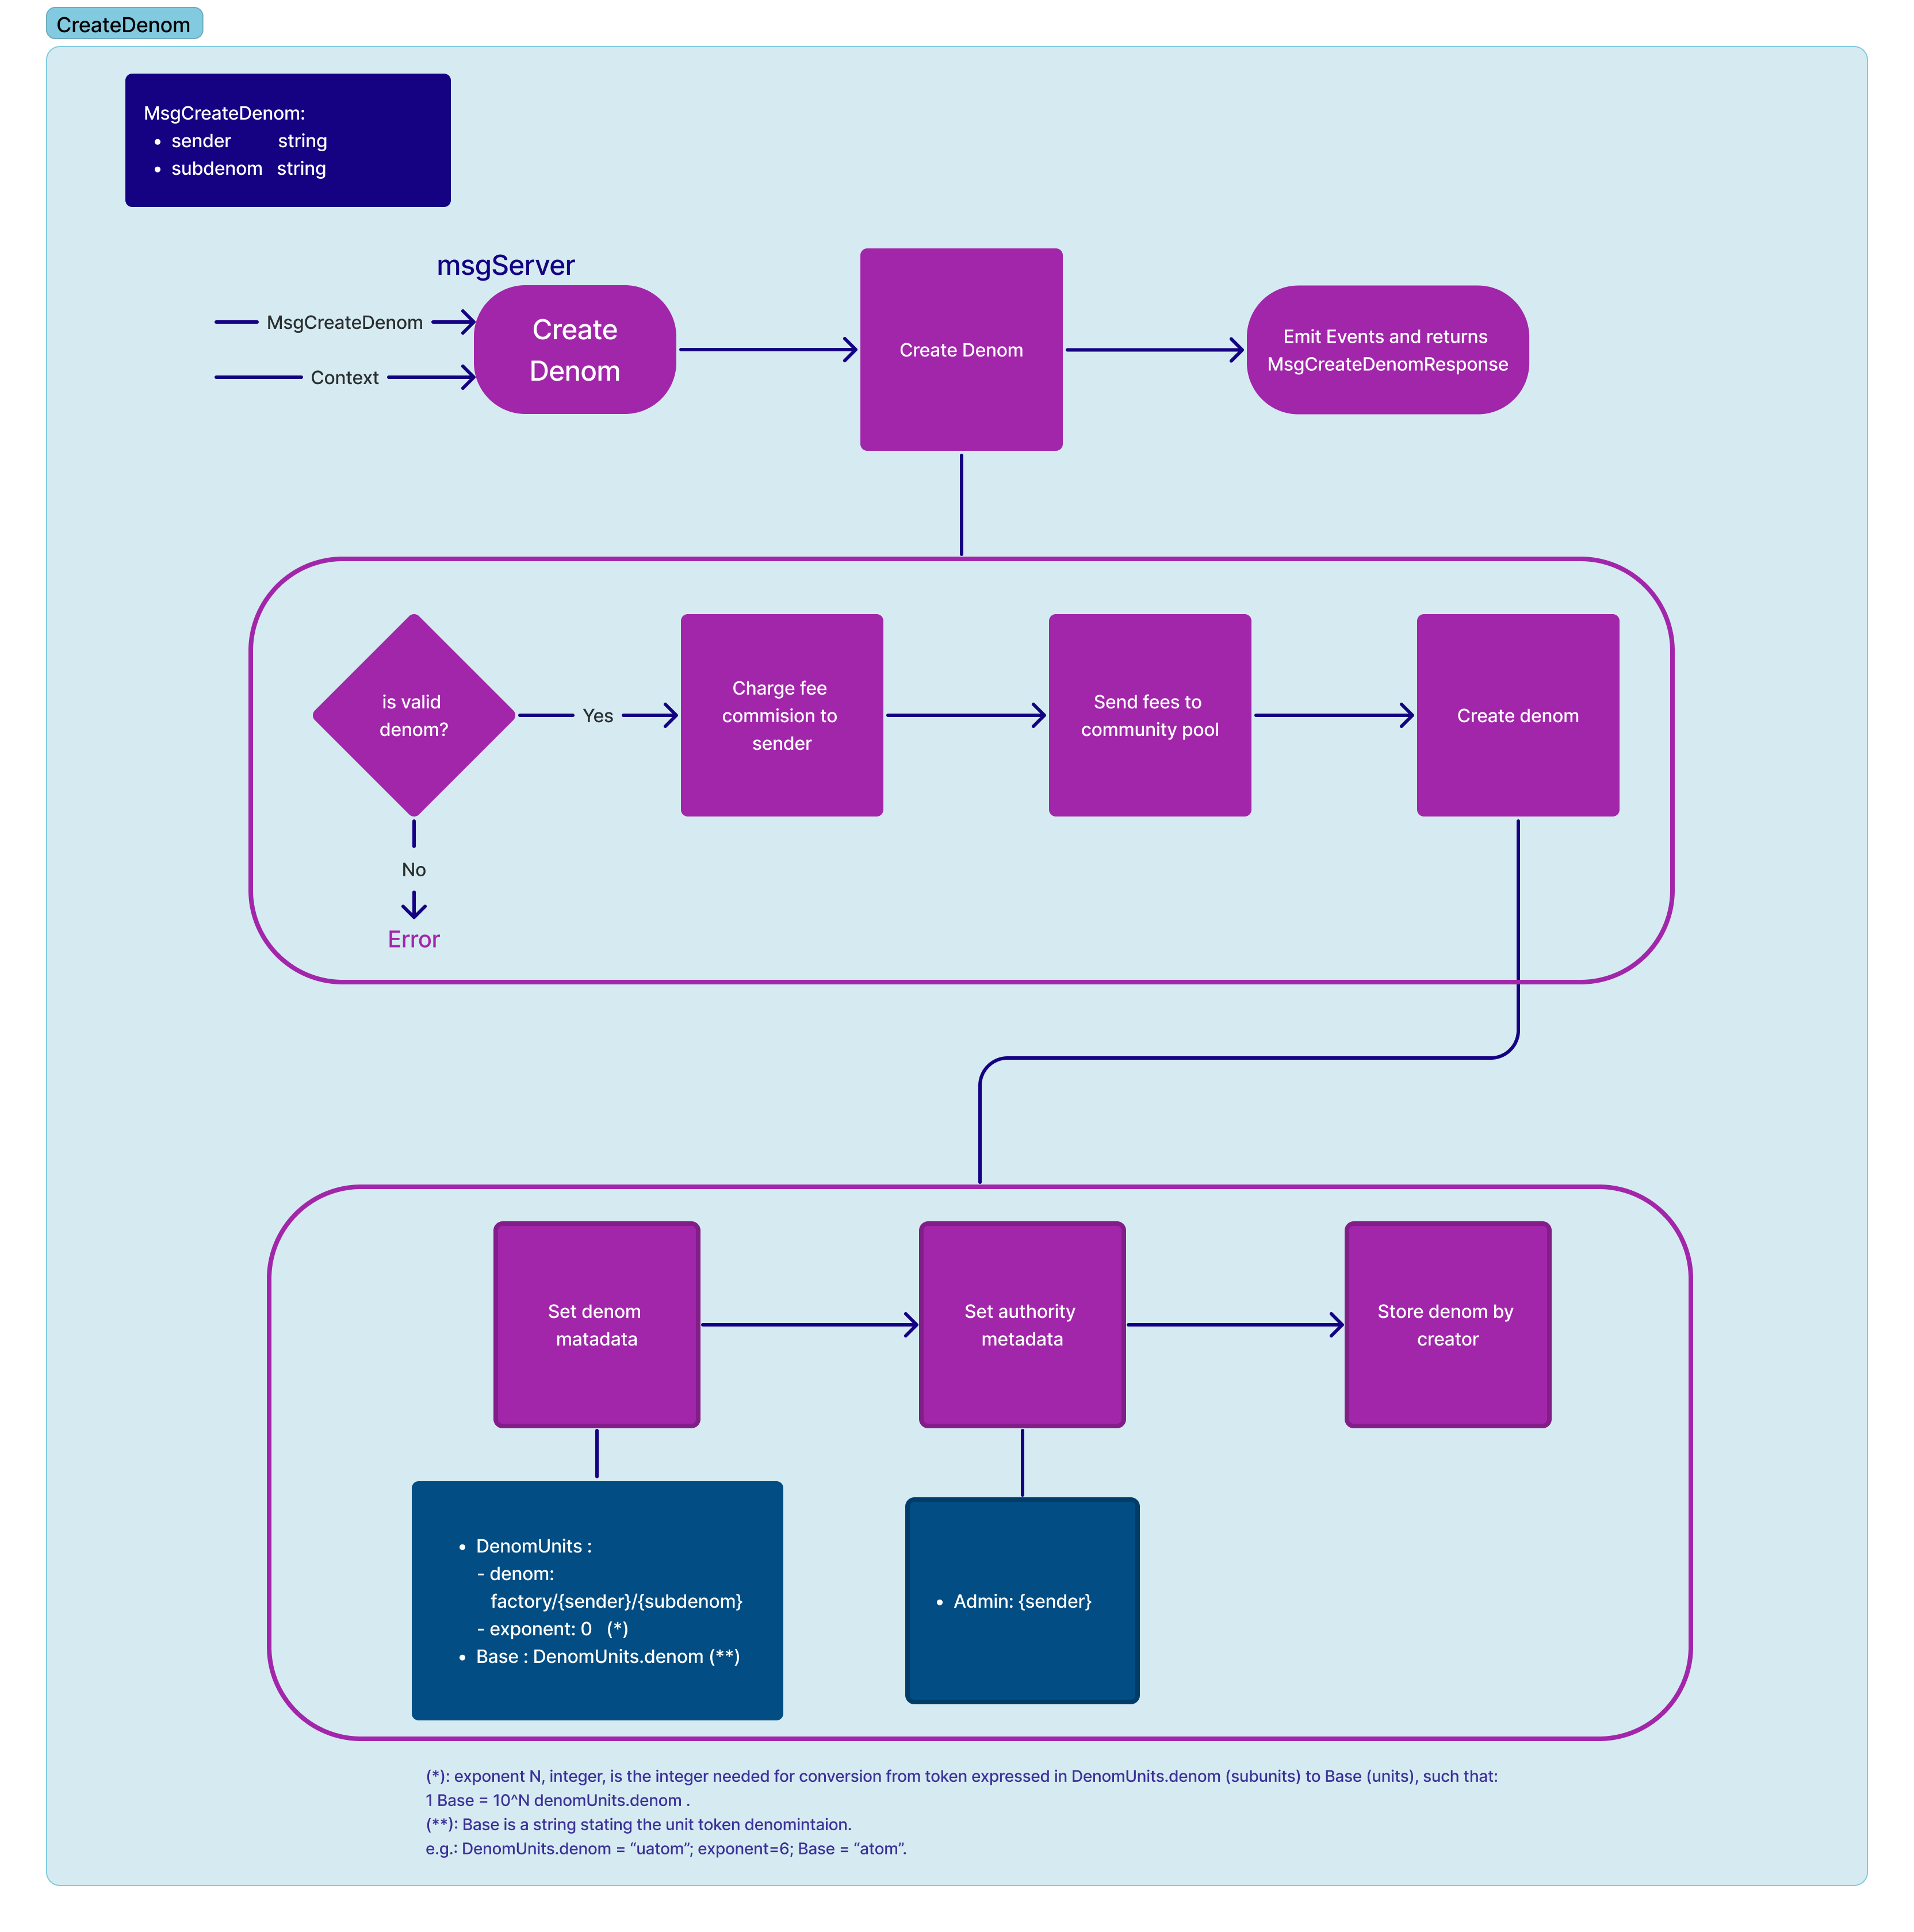 CreateDenom
MsgCreateDenom:
• sender string
• subdenom string
msgServer
MsgCreateDenom
Context
Create
Denom
Create Denom
Emit Events and returns
MsgCreateDenomResponse
is valid
denom?
Yes
No
Error
Charge fee
commision to
sender
Send fees to
community pool
Create denom
Set denom
matadata
Set authority
metadata
Store denom by
creator
• DenomUnits :
- denom:
factory/{sender}/{subdenom}
- exponent: 0 (*)
• Base : DenomUnits.denom (**)
• Admin: {sender}
(*): exponent N, integer, is the integer needed for conversion from token expressed in DenomUnits.denom (subunits) to Base (units), such that:
1 Base = 10^N denomUnits.denom .
(**): Base is a string stating the unit token denomintaion.
e.g.: DenomUnits.denom = “uatom”; exponent=6; Base = “atom”.